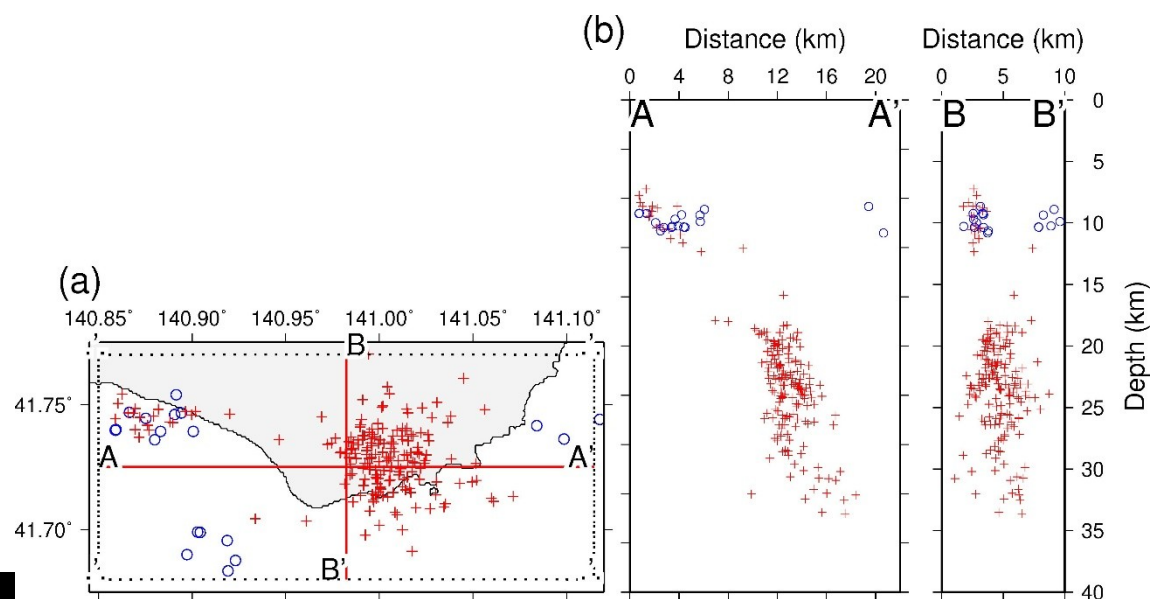 (b)
Distance (km)
Distance (km)
0 4 8 12 16 20
0 5 10
A A'
B B'
0
5
10
15
20
25
30
35
40
Depth (km)
(a)
140.85° 140.90° 140.95° 141.00° 141.05° 141.10°
B
41.75°
A A'
41.70°
B'